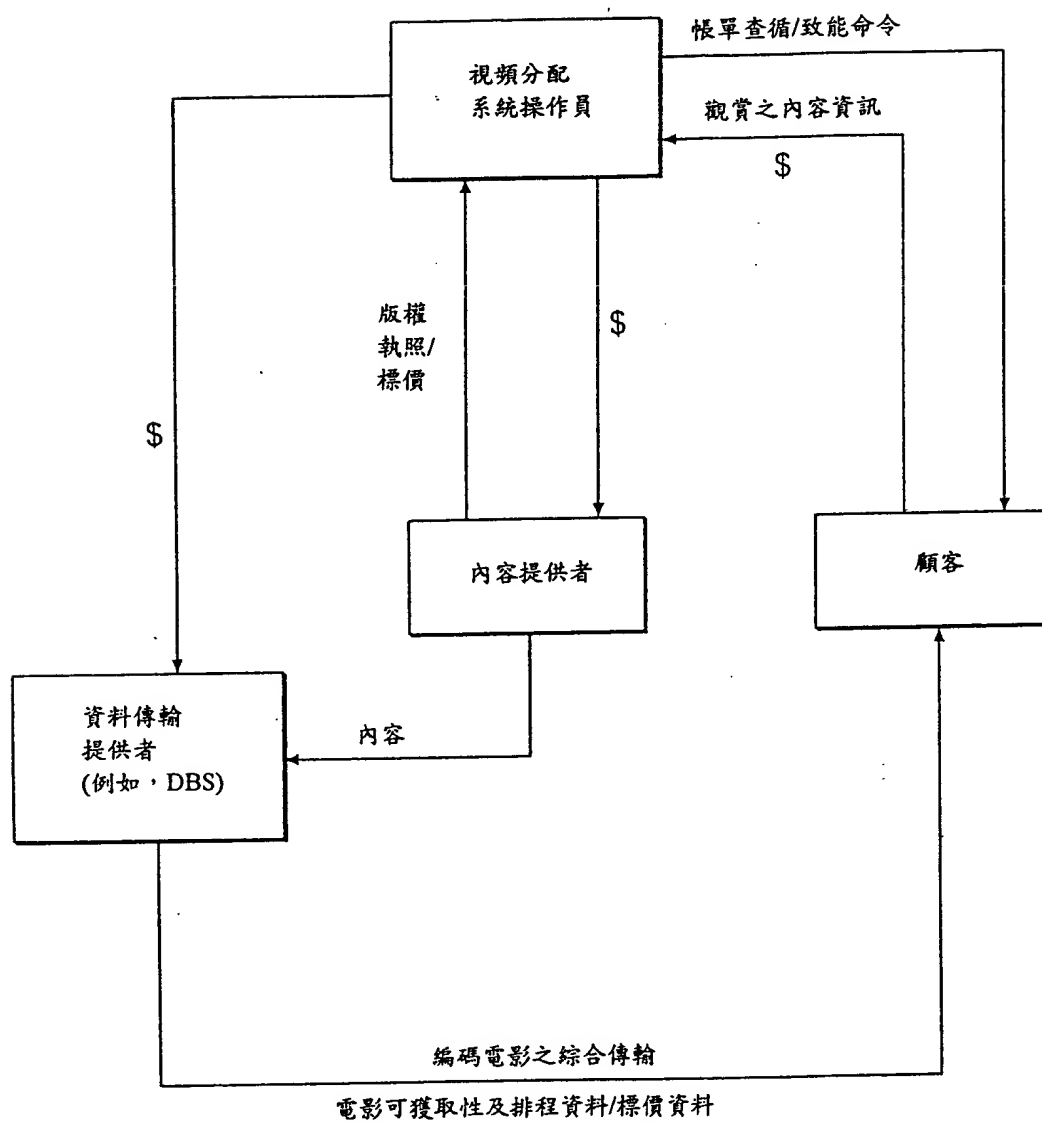 帳單查循/致能命令
視頻分配
系統操作員
觀賞之內容資訊
$
版權
執照/
標價
$
$
內容提供者
顧客
資料傳輸
提供者
(例如，DBS)
內容
編碼電影之綜合傳輸
電影可獲取性及排程資料/標價資料